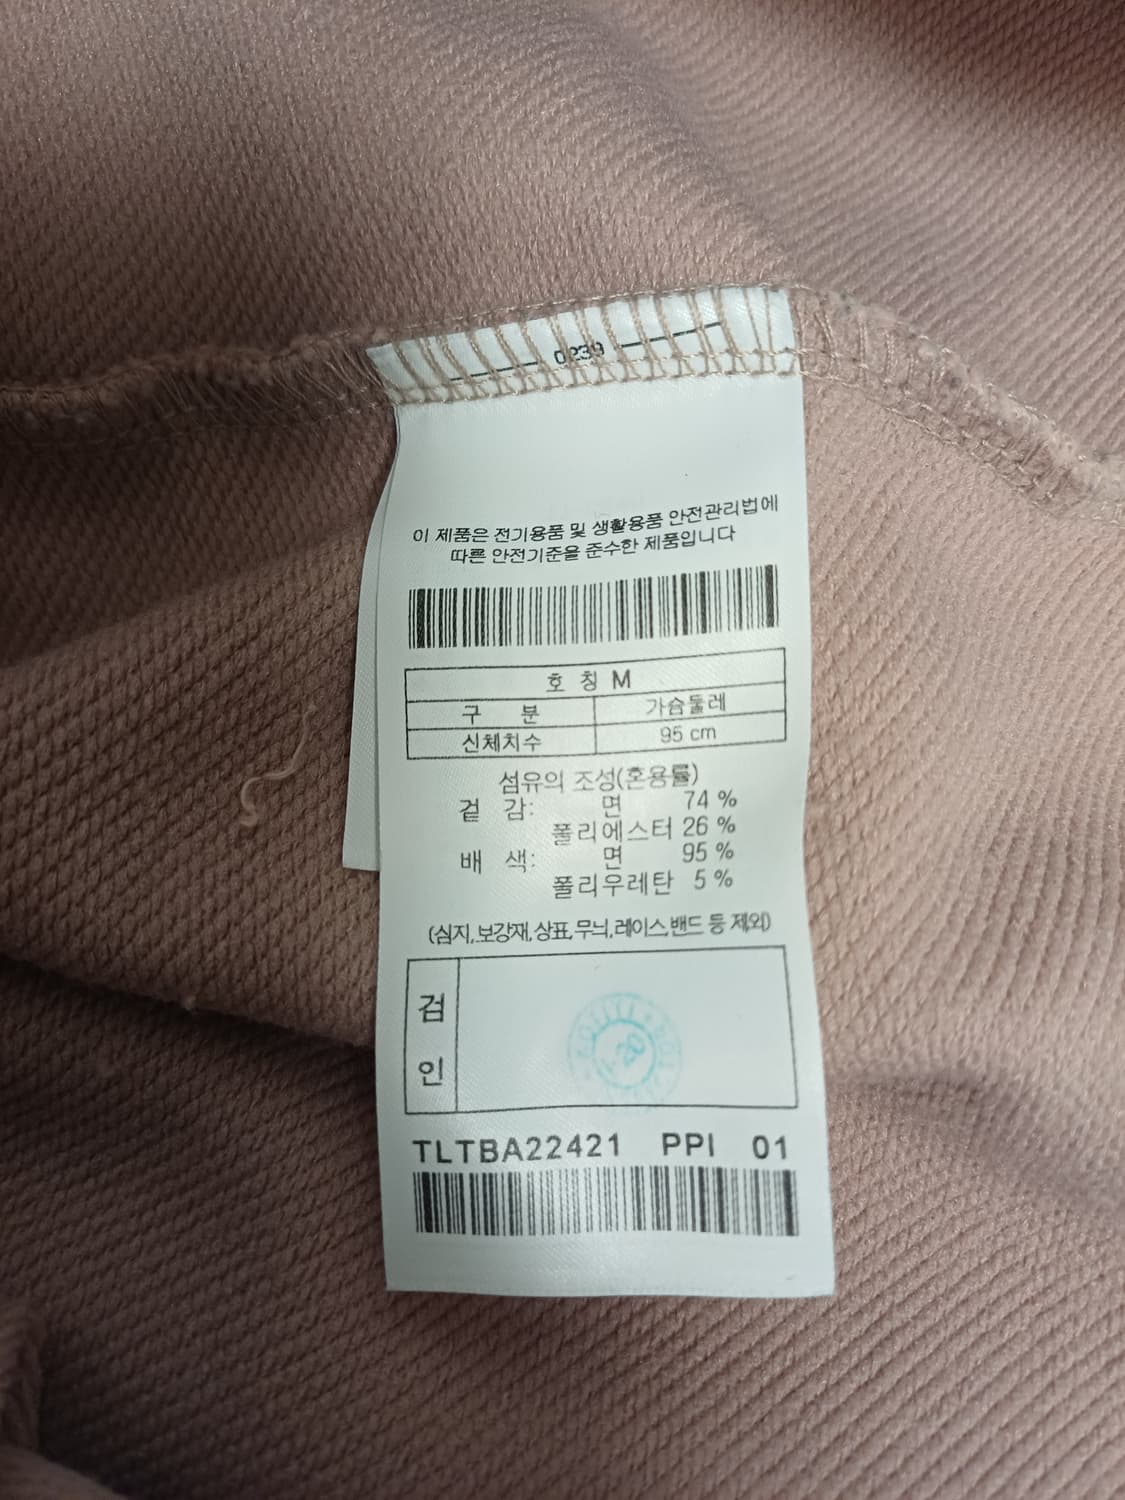 0239
이 제품은 전기용품 및 생활용품 안전관리법에
따른 안전기준을 준수한 제품입니다
호 칭 M
구 분 가슴둘레
신체치수 95 cm
섬유의 조성(혼용률)
겉 감: 면 74 %
폴리에스터 26 %
배 색: 면 95 %
폴리우레탄 5 %
(심지,보강재,상표,무늬,레이스,밴드 등 제외)
검
인
TLTBA22421 PPI 01